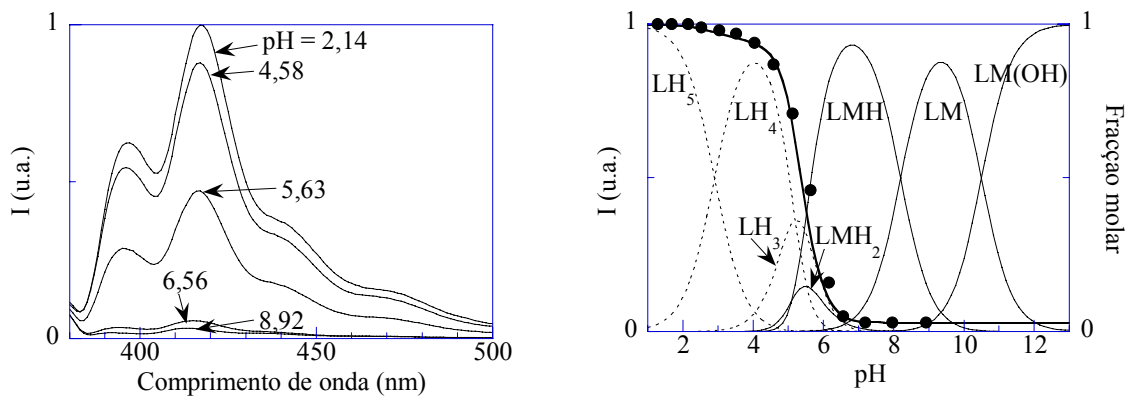 1
pH = 2,14
4,58
5,63
6,56
8,92
I (u.a.)
0
400
450
500
Comprimento de onda (nm)
1
1
LH5
LH4
LMH
LM
LM(OH)
LH3
LMH2
I (u.a.)
Fracçao molar
0
0
2
4
6
8
10
12
pH